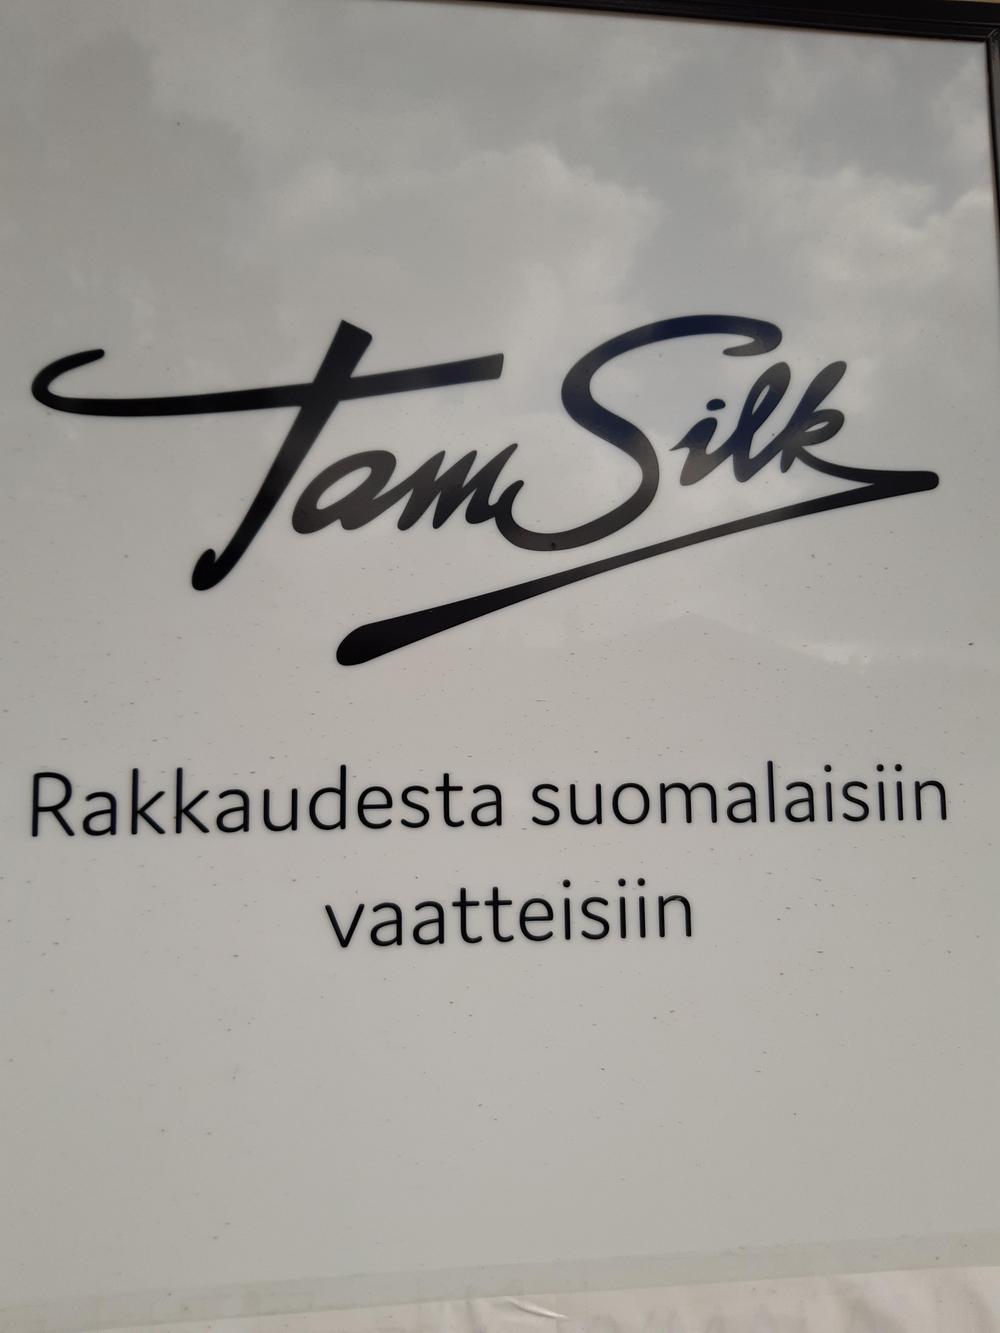 Tam Silk
Rakkaudesta suomalaisiin
vaatteisiin